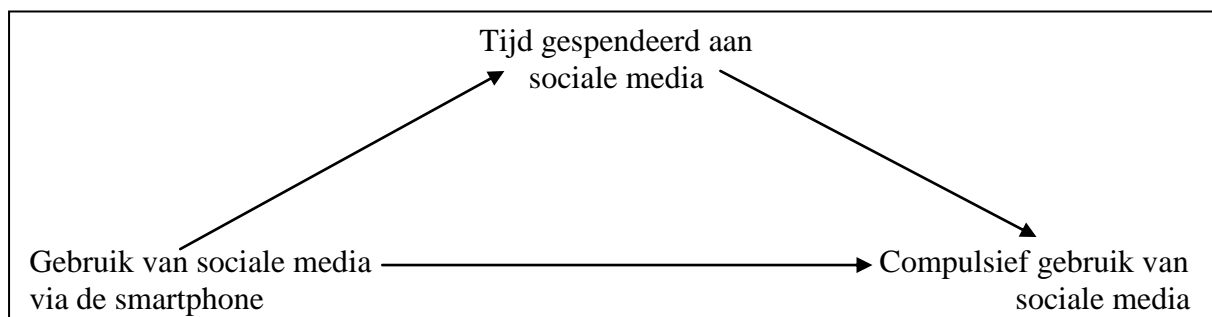 Tijd gespendeerd aan
sociale media
Gebruik van sociale media
via de smartphone
Compulsief gebruik van
sociale media